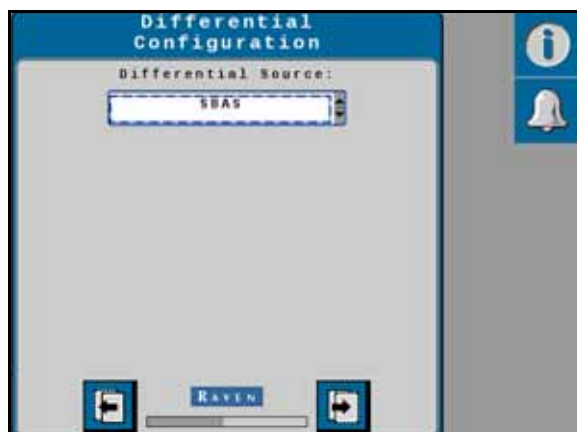 Differential
Configuration
Differential Source:
SBAS
RAVEN